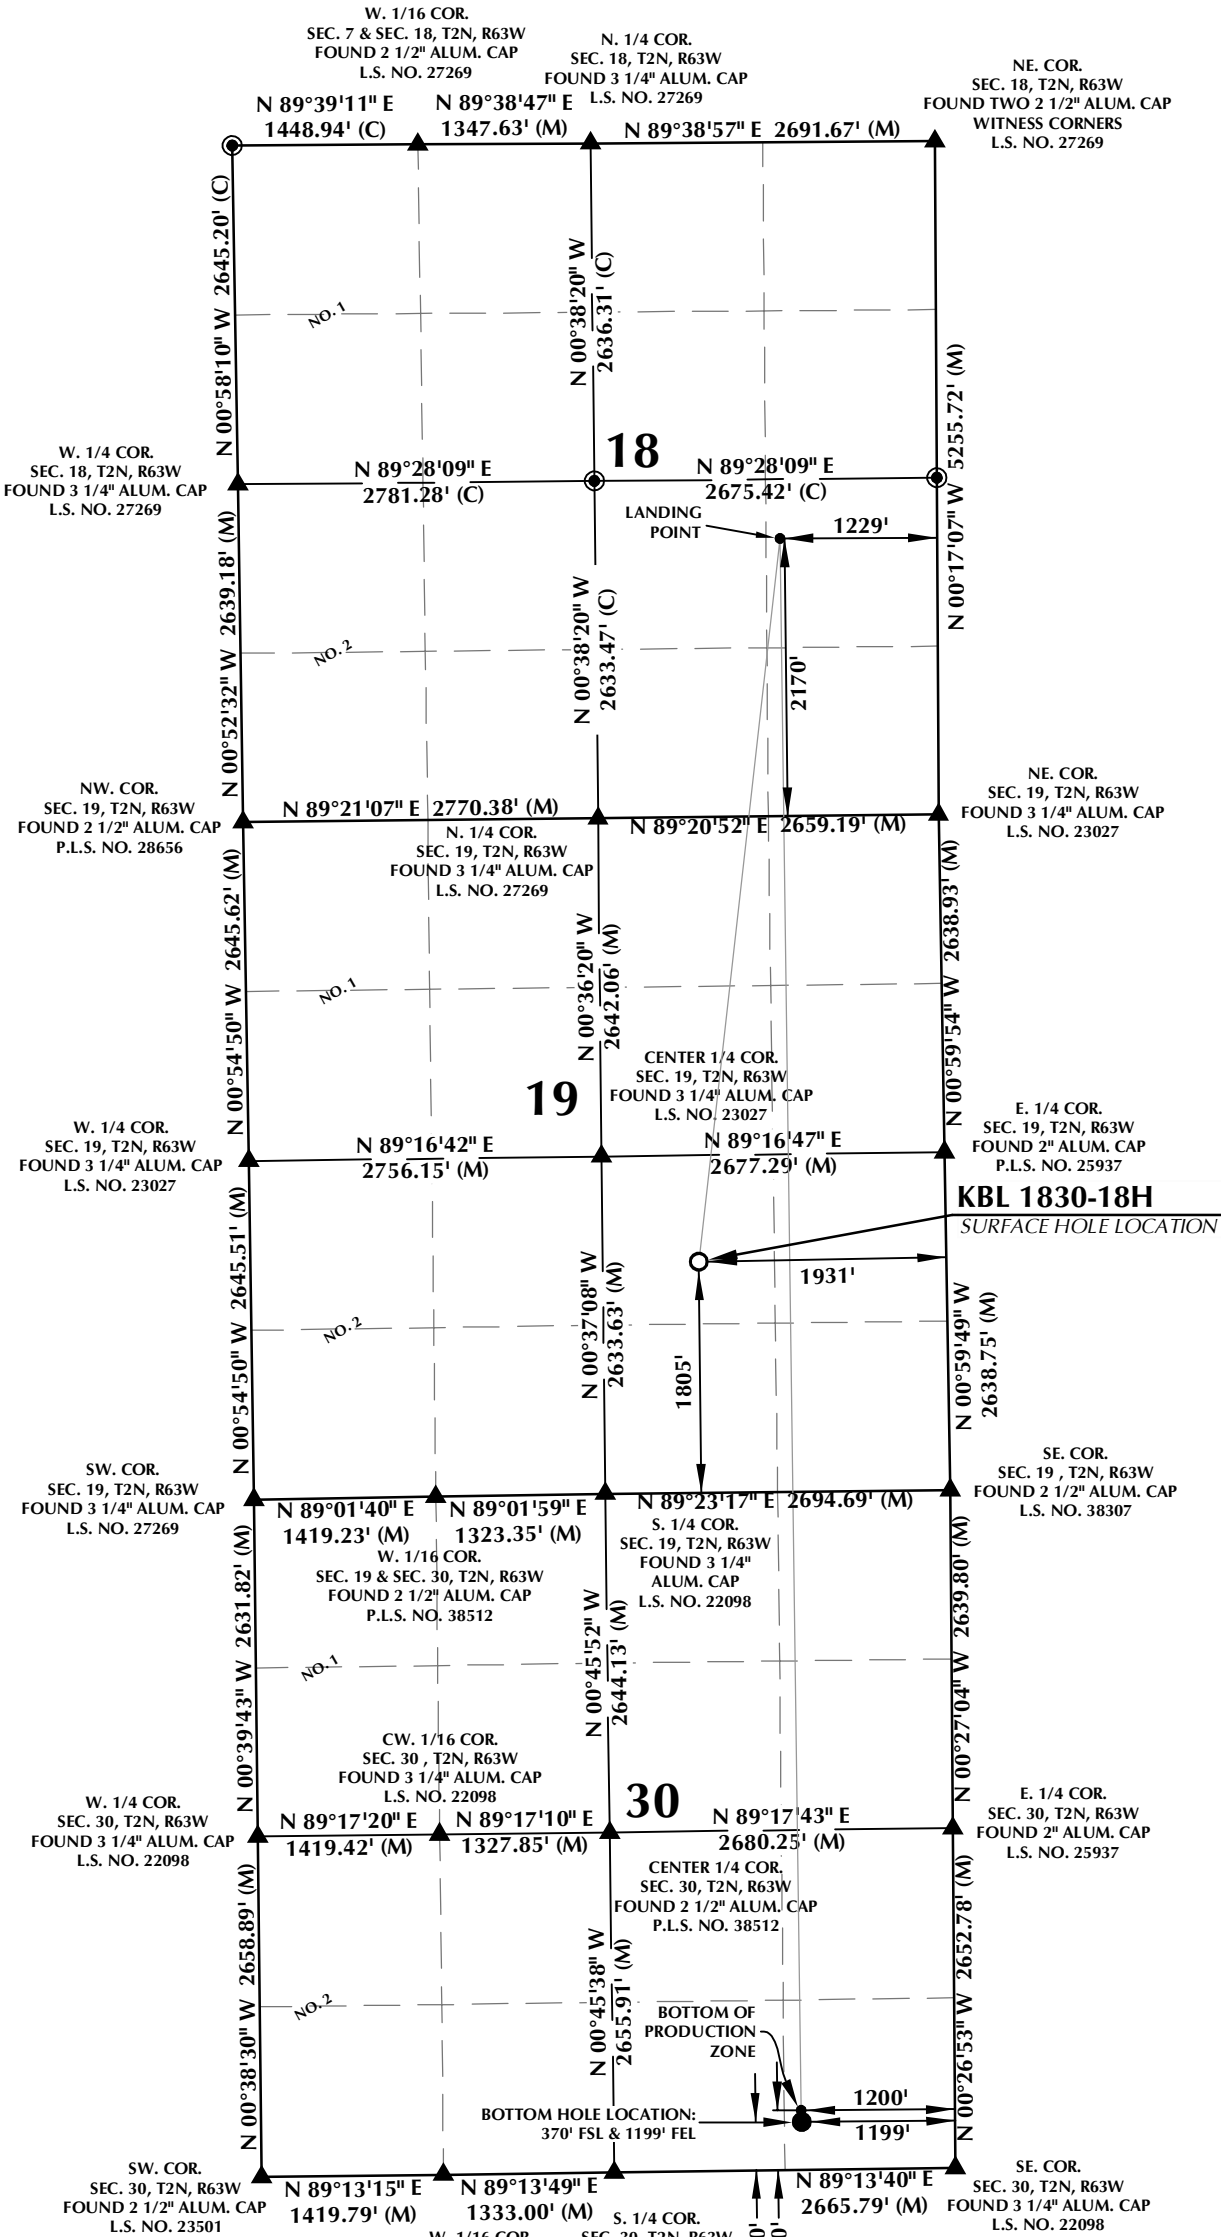 W. 1/16 COR.
SEC. 7 & SEC. 18, T2N, R63W
FOUND 2 1/2" ALUM. CAP
L.S. NO. 27269
N. 1/4 COR.
SEC. 18, T2N, R63W
FOUND 3 1/4" ALUM. CAP
L.S. NO. 27269
NE. COR.
SEC. 18, T2N, R63W
FOUND TWO 2 1/2" ALUM. CAP
WITNESS CORNERS
L.S. NO. 27269
N 89°39'11" E
1448.94' (C)
N 89°38'47" E
1347.63' (M)
N 89°38'57" E 2691.67' (M)
N 00°58'10" W 2645.20' (C)
NO. 1
N 00°38'20" W
2636.31' (C)
N 00°17'07" W 5255.72' (M)
W. 1/4 COR.
SEC. 18, T2N, R63W
FOUND 3 1/4" ALUM. CAP
L.S. NO. 27269
18
N 89°28'09" E
2781.28' (C)
N 89°28'09" E
2675.42' (C)
LANDING
POINT
1229'
N 00°52'32" W 2639.18' (M)
NO. 2
N 00°38'20" W
2633.47' (C)
2170'
NW. COR.
SEC. 19, T2N, R63W
FOUND 2 1/2" ALUM. CAP
P.L.S. NO. 28656
N 89°21'07" E 2770.38' (M)
N. 1/4 COR.
SEC. 19, T2N, R63W
FOUND 3 1/4" ALUM. CAP
L.S. NO. 27269
N 89°20'52" E 2659.19' (M)
NE. COR.
SEC. 19, T2N, R63W
FOUND 3 1/4" ALUM. CAP
L.S. NO. 23027
N 00°54'50" W 2645.62' (M)
NO. 1
N 00°36'20" W
2642.06' (M)
N 00°59'54" W 2638.93' (M)
CENTER 1/4 COR.
SEC. 19, T2N, R63W
FOUND 3 1/4" ALUM. CAP
L.S. NO. 23027
19
W. 1/4 COR.
SEC. 19, T2N, R63W
FOUND 3 1/4" ALUM. CAP
L.S. NO. 23027
N 89°16'42" E
2756.15' (M)
N 89°16'47" E
2677.29' (M)
E. 1/4 COR.
SEC. 19, T2N, R63W
FOUND 2" ALUM. CAP
P.L.S. NO. 25937
KBL 1830-18H
SURFACE HOLE LOCATION
1931'
N 00°54'50" W 2645.51' (M)
NO. 2
N 00°37'08" W
2633.63' (M)
1805'
N 00°59'49" W
2638.75' (M)
SW. COR.
SEC. 19, T2N, R63W
FOUND 3 1/4" ALUM. CAP
L.S. NO. 27269
N 89°01'40" E
1419.23' (M)
N 89°01'59" E
1323.35' (M)
W. 1/16 COR.
SEC. 19 & SEC. 30, T2N, R63W
FOUND 2 1/2" ALUM. CAP
P.L.S. NO. 38512
N 89°23'17" E 2694.69' (M)
S. 1/4 COR.
SEC. 19, T2N, R63W
FOUND 3 1/4"
ALUM. CAP
L.S. NO. 22098
SE. COR.
SEC. 19 , T2N, R63W
FOUND 2 1/2" ALUM. CAP
L.S. NO. 38307
N 00°39'43" W 2631.82' (M)
NO. 1
N 00°45'52" W
2644.13' (M)
N 00°27'04" W 2639.80' (M)
CW. 1/16 COR.
SEC. 30 , T2N, R63W
FOUND 3 1/4" ALUM. CAP
L.S. NO. 22098
30
W. 1/4 COR.
SEC. 30, T2N, R63W
FOUND 3 1/4" ALUM. CAP
L.S. NO. 22098
N 89°17'20" E
1419.42' (M)
N 89°17'10" E
1327.85' (M)
N 89°17'43" E
2680.25' (M)
E. 1/4 COR.
SEC. 30, T2N, R63W
FOUND 2" ALUM. CAP
L.S. NO. 25937
CENTER 1/4 COR.
SEC. 30, T2N, R63W
FOUND 2 1/2" ALUM. CAP
P.L.S. NO. 38512
N 00°38'30" W 2658.89' (M)
NO. 2
N 00°45'38" W
2655.91' (M)
N 00°26'53" W 2652.78' (M)
BOTTOM OF
PRODUCTION
ZONE
1200'
BOTTOM HOLE LOCATION:
370' FSL & 1199' FEL
1199'
SW. COR.
SEC. 30, T2N, R63W
FOUND 2 1/2" ALUM. CAP
L.S. NO. 23501
N 89°13'15" E
1419.79' (M)
N 89°13'49" E
1333.00' (M)
N 89°13'40" E
2665.79' (M)
SE. COR.
SEC. 30, T2N, R63W
FOUND 3 1/4" ALUM. CAP
L.S. NO. 22098
S. 1/4 COR.
W. 1/16 COR.
SEC. 30, T2N, R63W